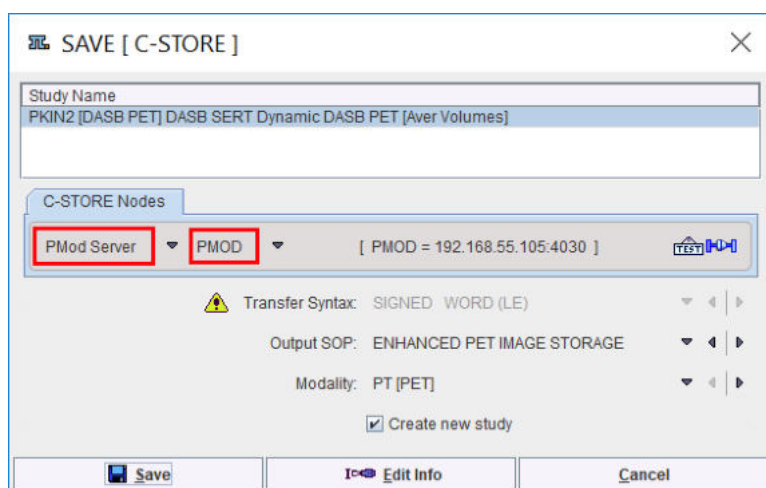 SAVE [ C-STORE ]
Study Name
PKIN2 [DASB PET] DASB SERT Dynamic DASB PET [Aver Volumes]
C-STORE Nodes
PMod Server PMOD [ PMOD = 192.168.55.105:4030 ] TEST
Transfer Syntax: SIGNED WORD (LE)
Output SOP: ENHANCED PET IMAGE STORAGE
Modality: PT [PET]
Create new study
Save Edit Info Cancel